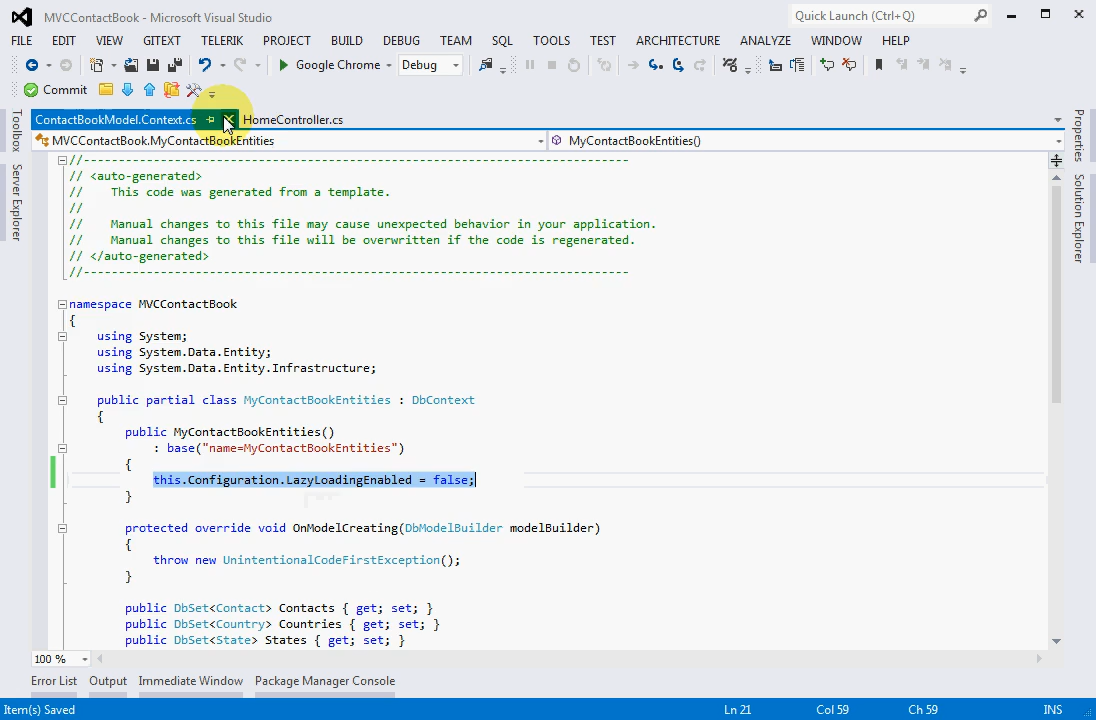 MVCContactBook - Microsoft Visual Studio
Quick Launch (Ctrl+Q)
FILE EDIT VIEW GITEXT TELERIK PROJECT BUILD DEBUG TEAM SQL TOOLS TEST ARCHITECTURE ANALYZE WINDOW HELP
Google Chrome Debug
Commit
ContactBookModel.Context.cs HomeController.cs
MVCContactBook.MyContactBookEntities MyContactBookEntities()
Toolbox
Server Explorer
Properties
Solution Explorer
//------------------------------------------------------------------------------
// <auto-generated>
//    This code was generated from a template.
//
//    Manual changes to this file may cause unexpected behavior in your application.
//    Manual changes to this file will be overwritten if the code is regenerated.
// </auto-generated>
//------------------------------------------------------------------------------
namespace MVCContactBook
{
using System;
using System.Data.Entity;
using System.Data.Entity.Infrastructure;
public partial class MyContactBookEntities : DbContext
{
public MyContactBookEntities()
: base("name=MyContactBookEntities")
{
this.Configuration.LazyLoadingEnabled = false;
}
protected override void OnModelCreating(DbModelBuilder modelBuilder)
{
throw new UnintentionalCodeFirstException();
}
public DbSet<Contact> Contacts { get; set; }
public DbSet<Country> Countries { get; set; }
public DbSet<State> States { get; set; }
100 %
Error List Output Immediate Window Package Manager Console
Item(s) Saved Ln 21 Col 59 Ch 59 INS